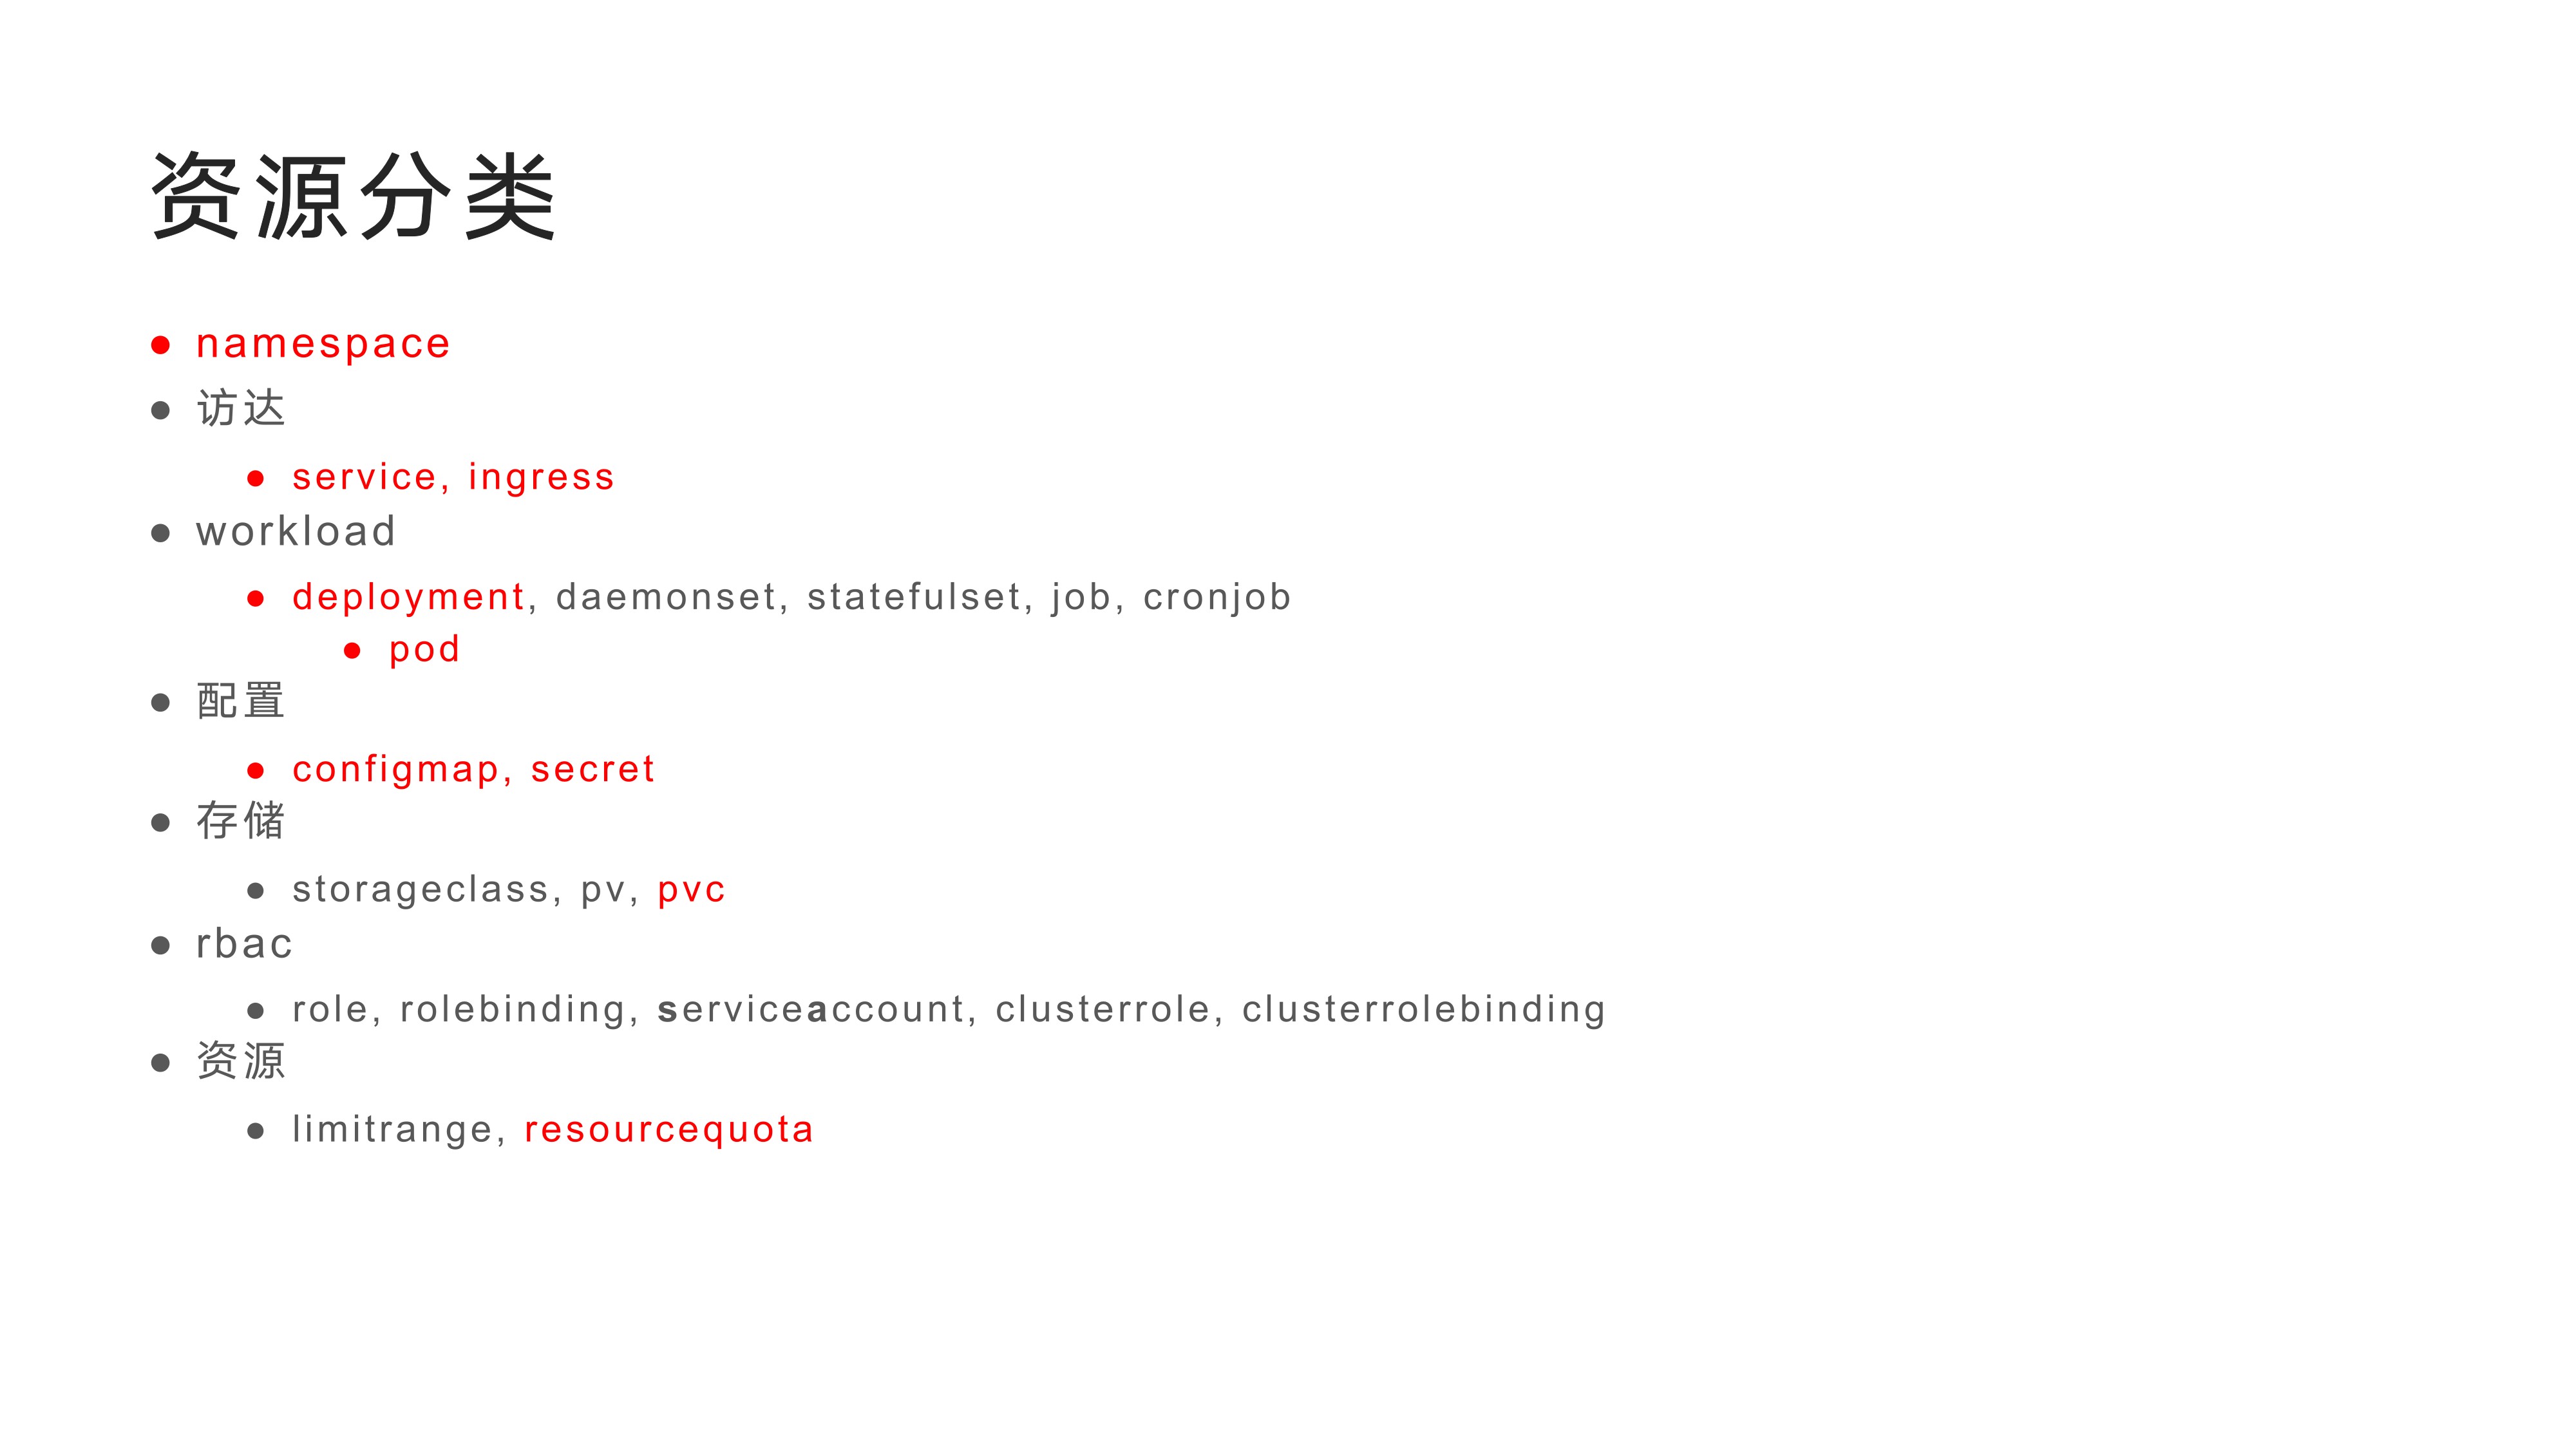 资源分类
● namespace
● 访达
● service, ingress
● workload
● deployment, daemonset, statefulset, job, cronjob
● pod
● 配置
● configmap, secret
● 存储
● storageclass, pv, pvc
● rbac
● role, rolebinding, serviceaccount, clusterrole, clusterrolebinding
● 资源
● limitrange, resourcequota